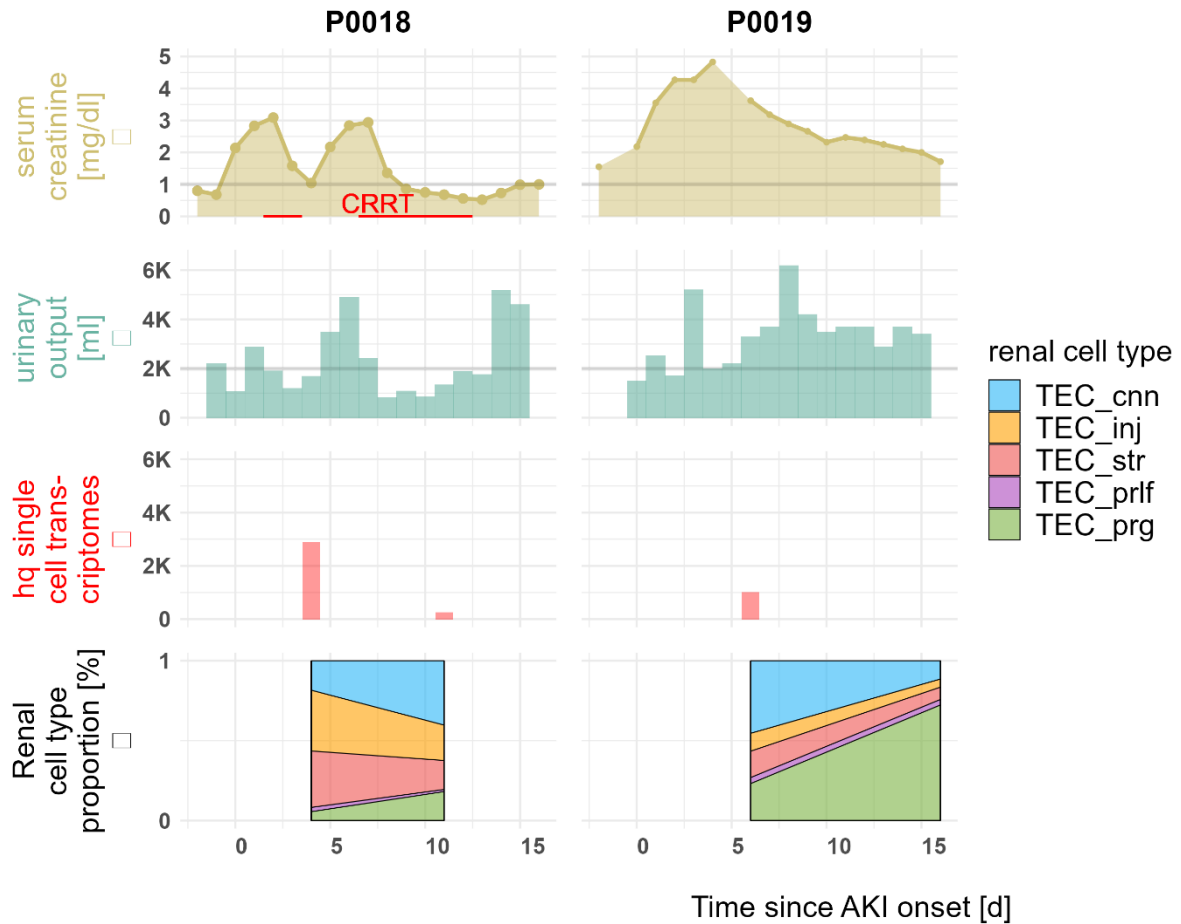 P0018
P0019
serum
creatinine
[mg/dl]
5
4
3
2
1
0
CRRT
urinary
output
[ml]
6K
4K
2K
0
hq single
cell trans-
criptomes
6K
4K
2K
0
Renal
cell type
proportion [%]
1
0
0
5
10
15
0
5
10
15
Time since AKI onset [d]
renal cell type
TEC_cnn
TEC_inj
TEC_str
TEC_prlf
TEC_prg